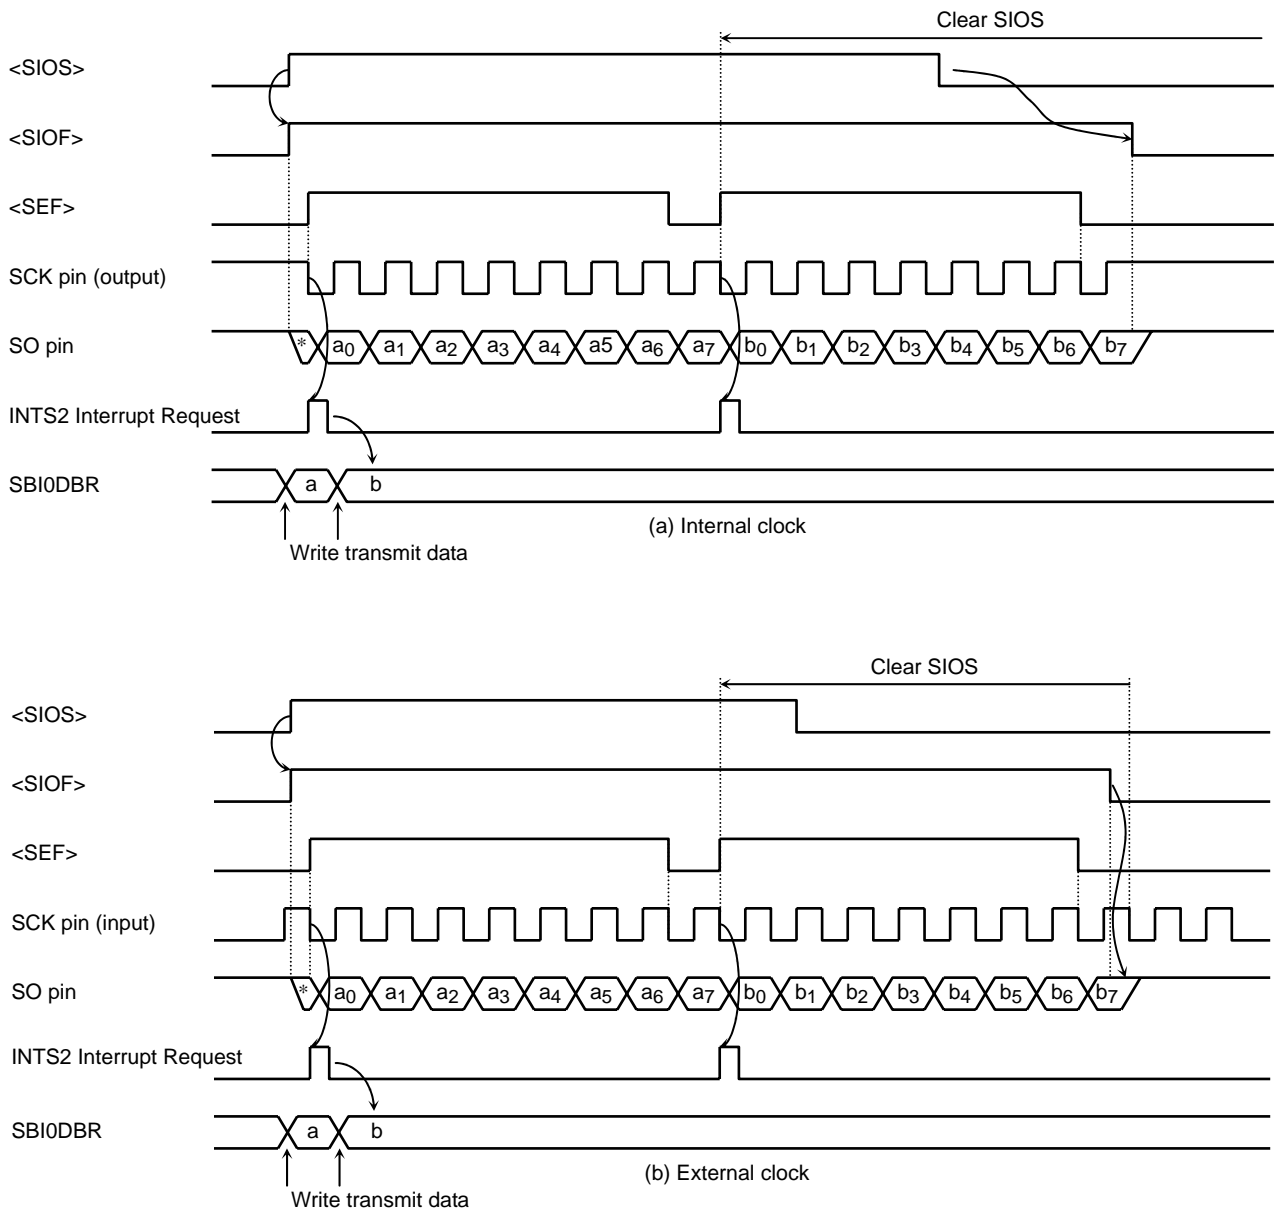 Clear SIOS
<SIOS>
<SIOF>
<SEF>
SCK pin (output)
SO pin
* a0 a1 a2 a3 a4 a5 a6 a7 b0 b1 b2 b3 b4 b5 b6 b7
INTS2 Interrupt Request
SBI0DBR
a b
(a) Internal clock
Write transmit data
Clear SIOS
<SIOS>
<SIOF>
<SEF>
SCK pin (input)
SO pin
* a0 a1 a2 a3 a4 a5 a6 a7 b0 b1 b2 b3 b4 b5 b6 b7
INTS2 Interrupt Request
SBI0DBR
a b
(b) External clock
Write transmit data